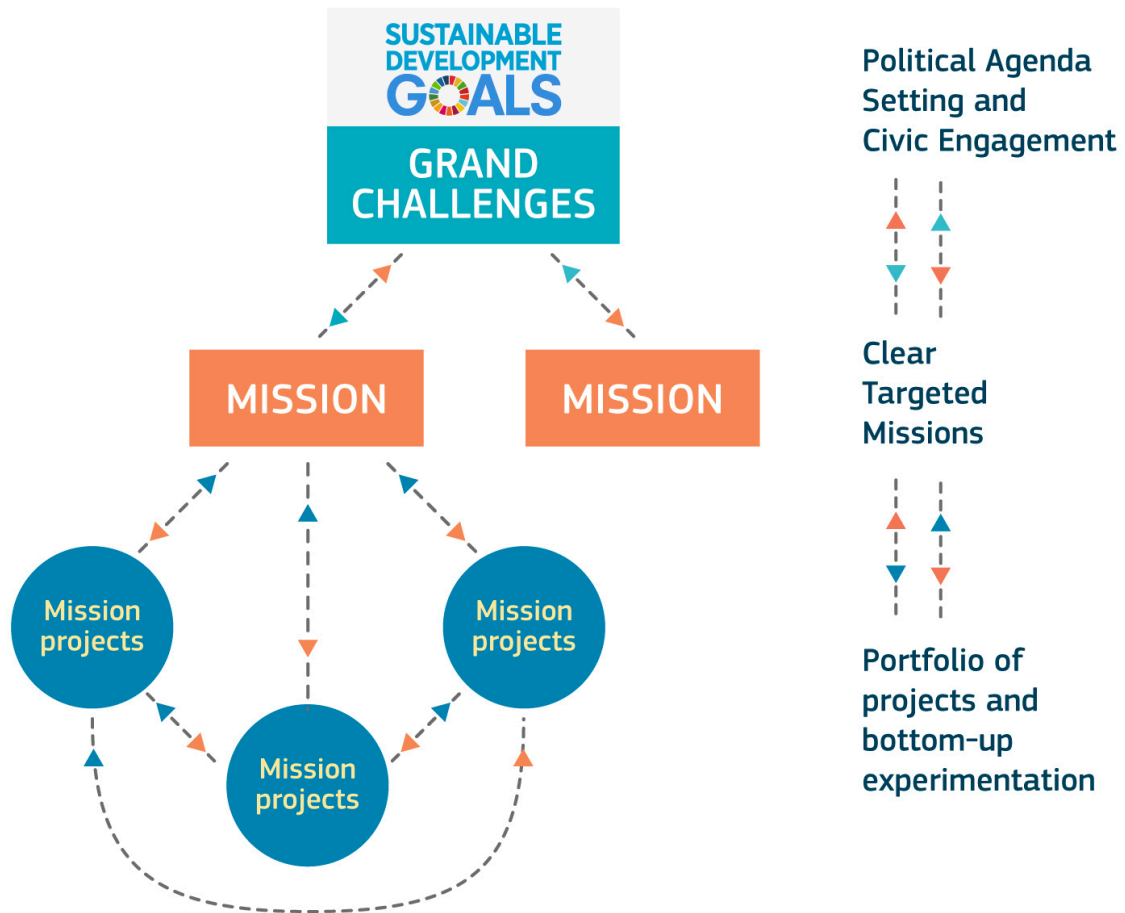 SUSTAINABLE
DEVELOPMENT
GOALS
GRAND
CHALLENGES
MISSION
MISSION
Mission
projects
Mission
projects
Mission
projects
Political Agenda
Setting and
Civic Engagement
Clear
Targeted
Missions
Portfolio of
projects and
bottom-up
experimentation